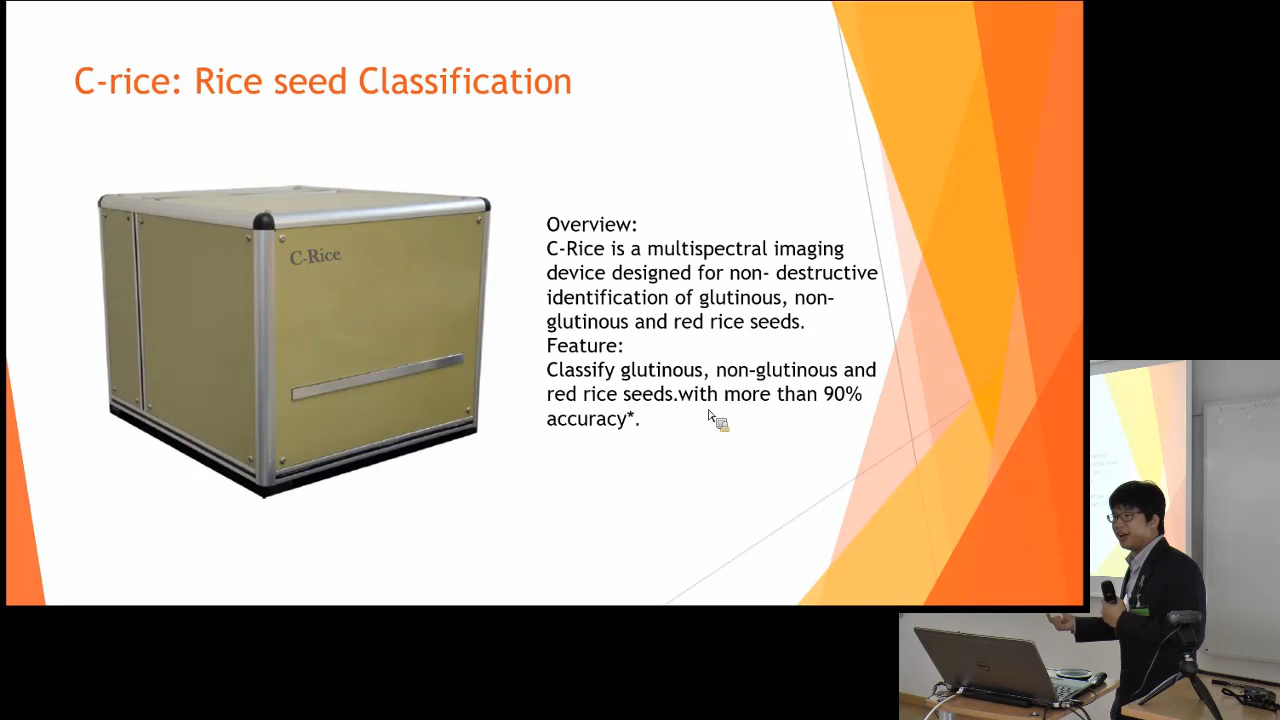 C-rice: Rice seed Classification
C-Rice
Overview:
C-Rice is a multispectral imaging
device designed for non- destructive
identification of glutinous, non-
glutinous and red rice seeds.
Feature:
Classify glutinous, non-glutinous and
red rice seeds.with more than 90%
accuracy*.